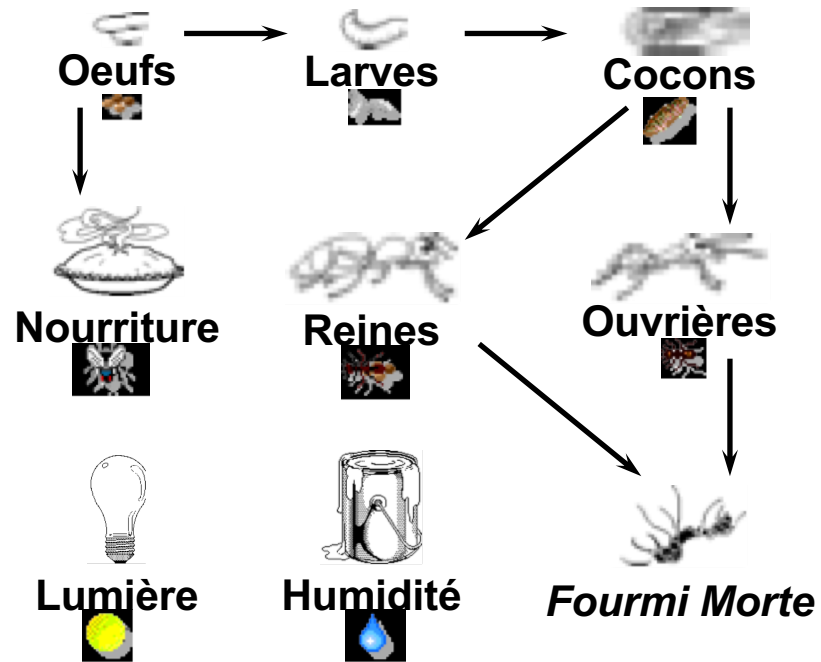 Oeufs
Larves
Cocons
Nourriture
Reines
Ouvrières
Lumière
Humidité
Fourmi Morte